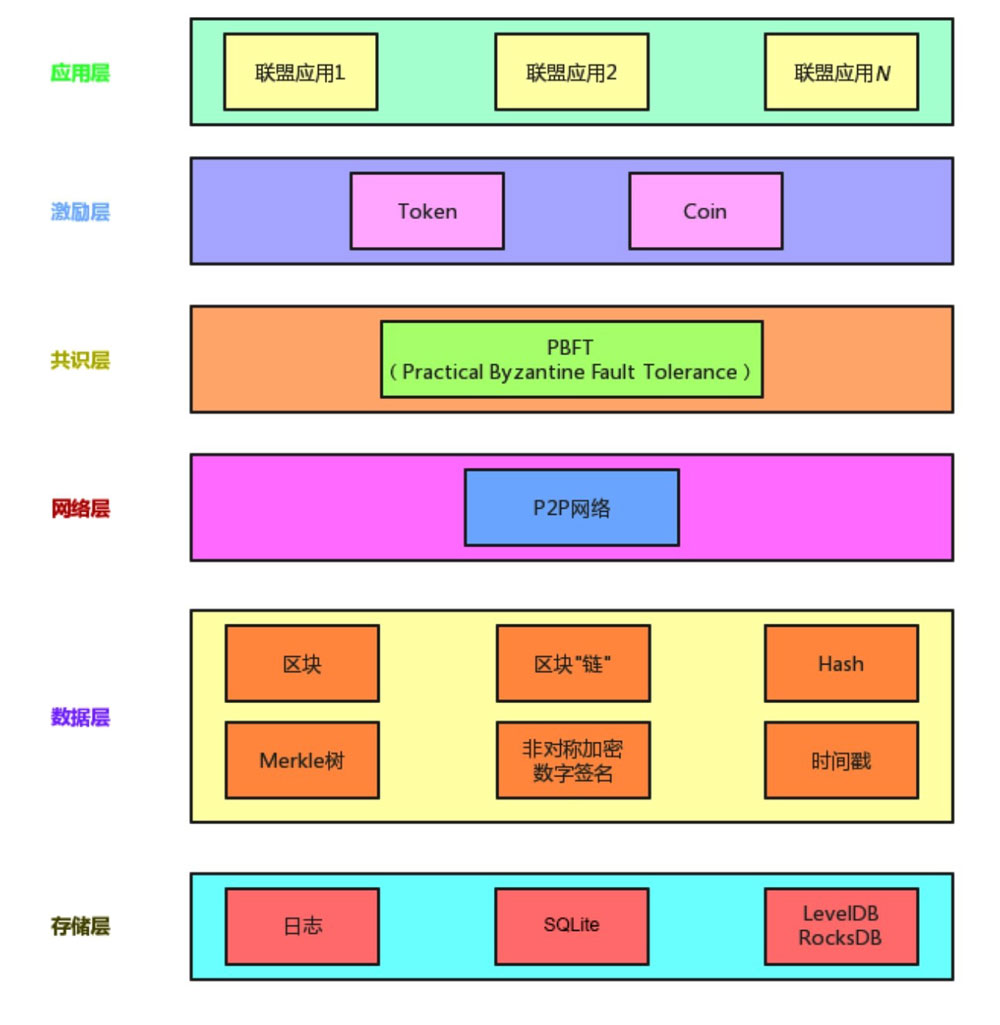 应用层
联盟应用1
联盟应用2
联盟应用N
激励层
Token
Coin
共识层
PBFT
（Practical Byzantine Fault Tolerance）
网络层
P2P网络
数据层
区块
区块"链"
Hash
Merkle树
非对称加密
数字签名
时间戳
存储层
日志
SQLite
LevelDB
RocksDB